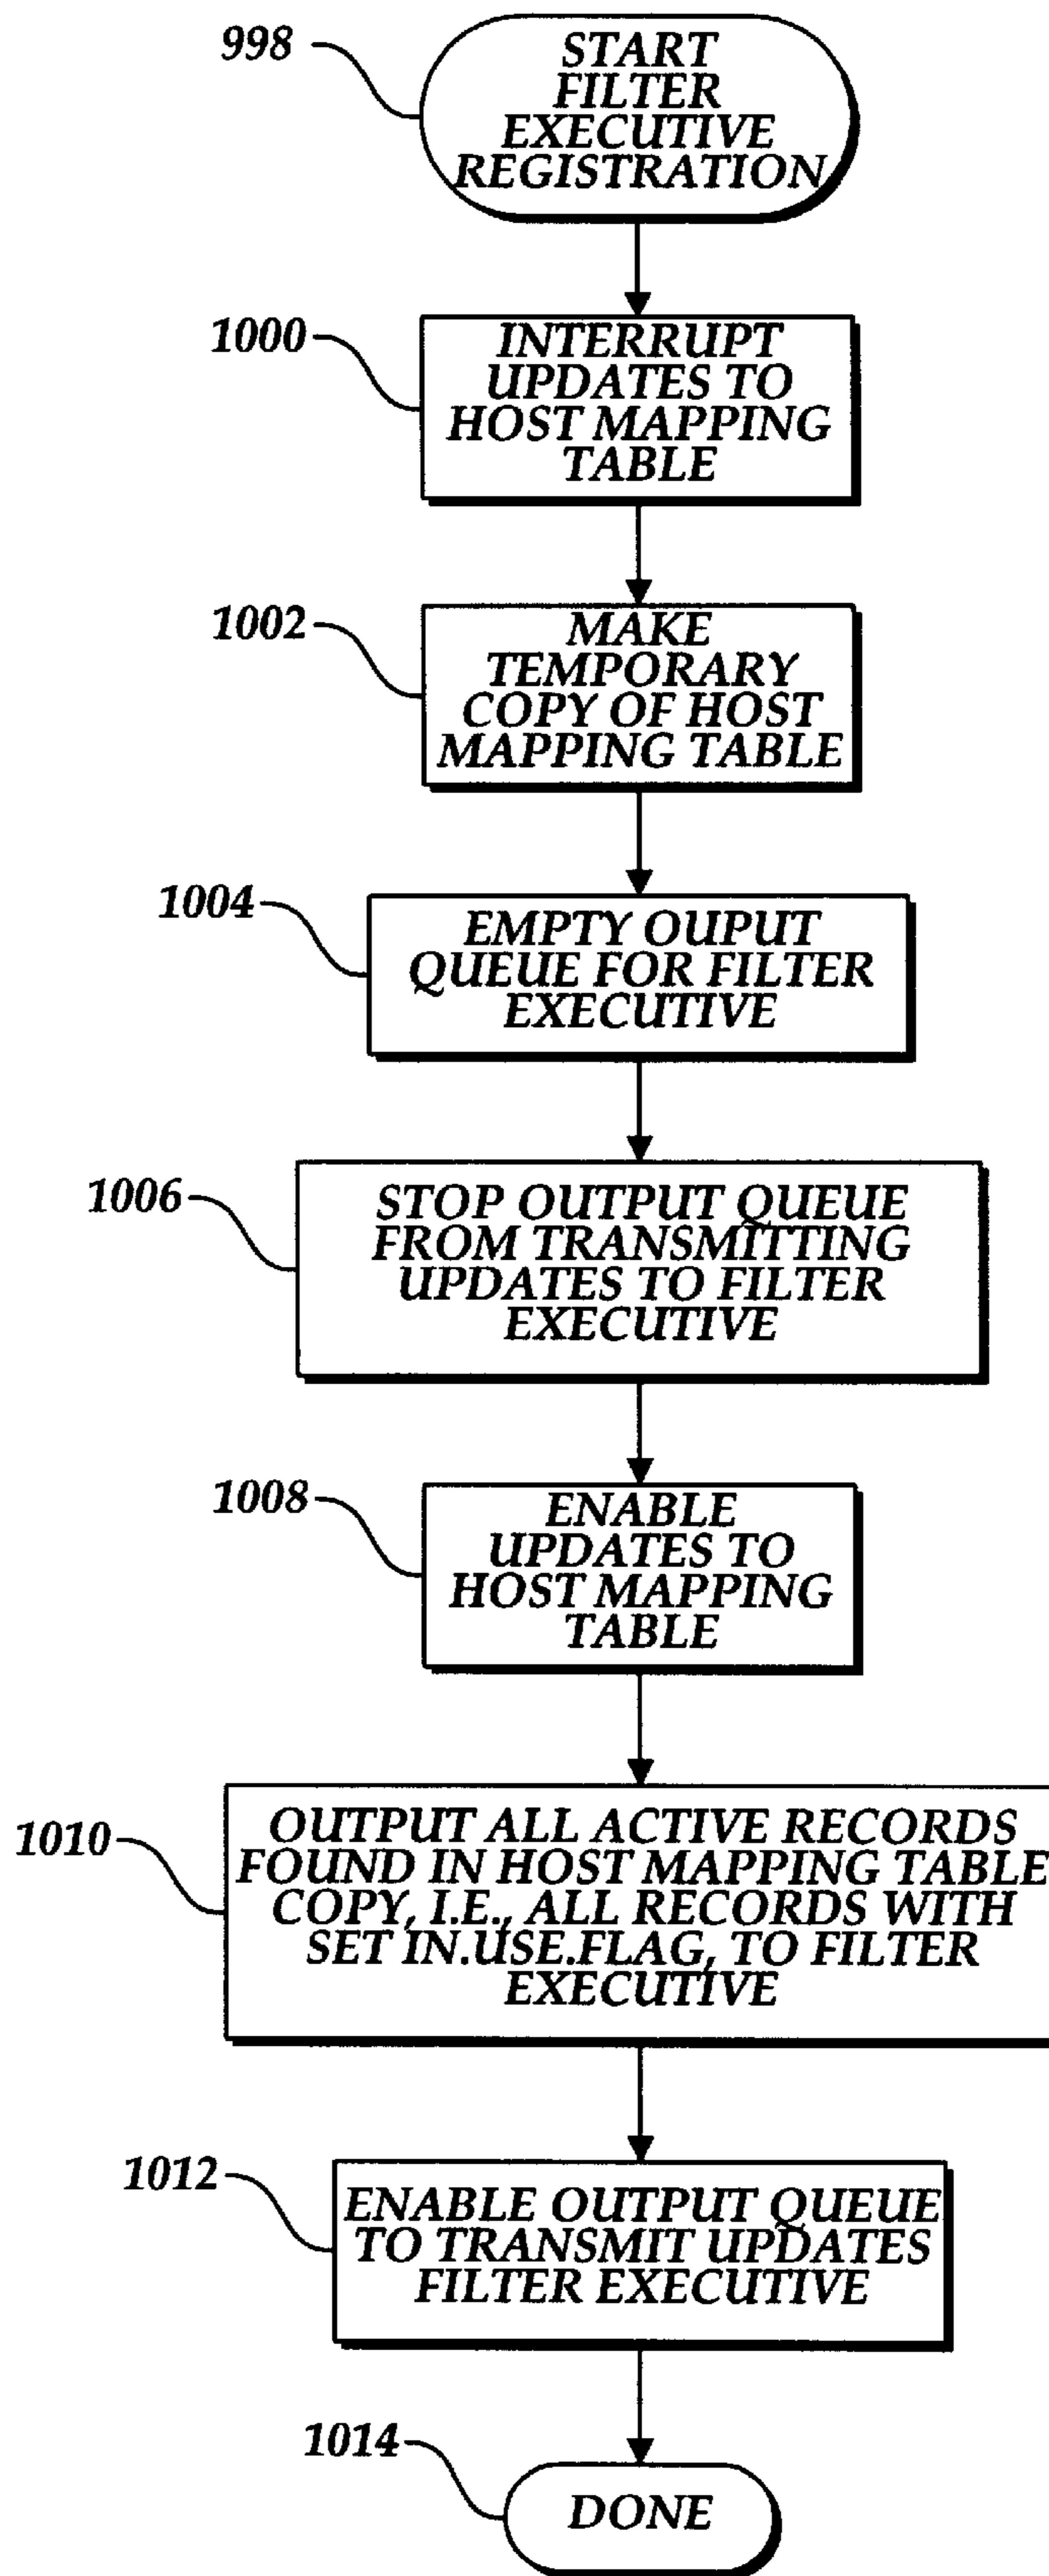 998
START
FILTER
EXECUTIVE
REGISTRATION
1000
INTERRUPT
UPDATES TO
HOST MAPPING
TABLE
1002
MAKE
TEMPORARY
COPY OF HOST
MAPPING TABLE
1004
EMPTY OUPUT
QUEUE FOR FILTER
EXECUTIVE
1006
STOP OUTPUT QUEUE
FROM TRANSMITTING
UPDATES TO FILTER
EXECUTIVE
1008
ENABLE
UPDATES TO
HOST MAPPING
TABLE
1010
OUTPUT ALL ACTIVE RECORDS
FOUND IN HOST MAPPING TABLE
COPY, I.E., ALL RECORDS WITH
SET IN.USE.FLAG, TO FILTER
EXECUTIVE
1012
ENABLE OUTPUT QUEUE
TO TRANSMIT UPDATES
FILTER EXECUTIVE
1014
DONE